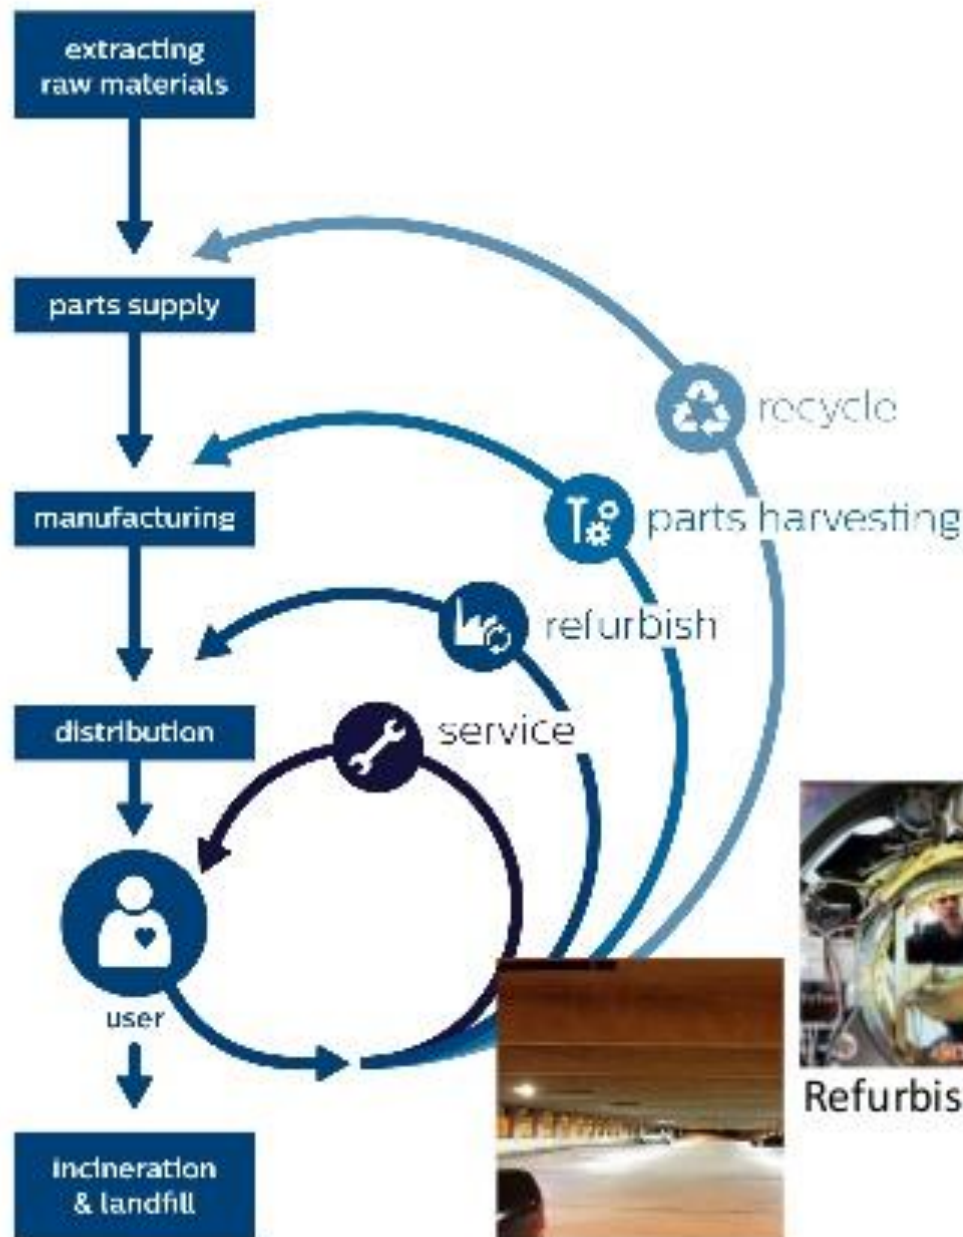 extracting
raw materials
parts supply
recycle
manufacturing
parts harvesting
refurbish
distribution
service
user
Refurbis
incineration
& landfill